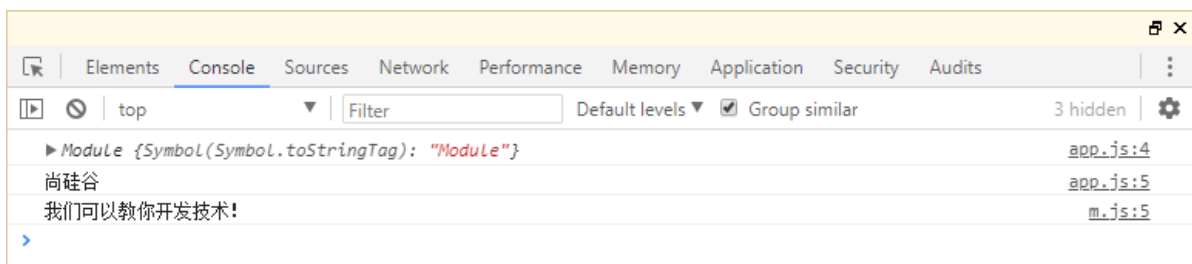 Elements Console Sources Network Performance Memory Application Security Audits
top Filter Default levels Group similar 3 hidden
Module {Symbol(Symbol.toStringTag): "Module"} app.js:4
尚硅谷 app.js:5
我们可以教你开发技术! m.js:5